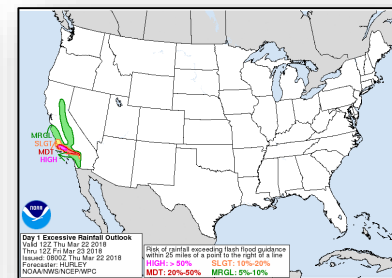 MRGL
SLGT
MDT
HIGH
NOAA
Day 1 Excessive Rainfall Outlook
Valid 12Z Thu Mar 22 2018
Thru 12Z Fri Mar 23 2018
Issued: 0800Z Thu Mar 22 2018
Forecaster: HURLEY
NOAA/NWS/NCEP/WPC
Risk of rainfall exceeding flash flood guidance
within 25 miles of a point to the right of a line
HIGH: > 50% SLGT: 10%-20%
MDT: 20%-50% MRGL: 5%-10%